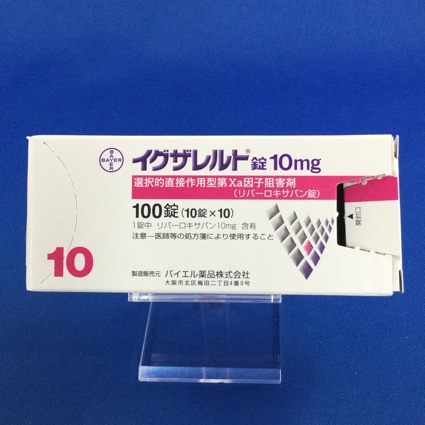 BAYER
イグザレルト®錠10mg
選択的直接作用型第Xa因子阻害剤
(リバーロキサバン錠)
100錠(10錠×10)
1錠中 リバーロキサバン10mg 含有
注意-医師等の処方箋により使用すること
10
製造販売元 バイエル薬品株式会社
大阪市北区梅田二丁目4番9号